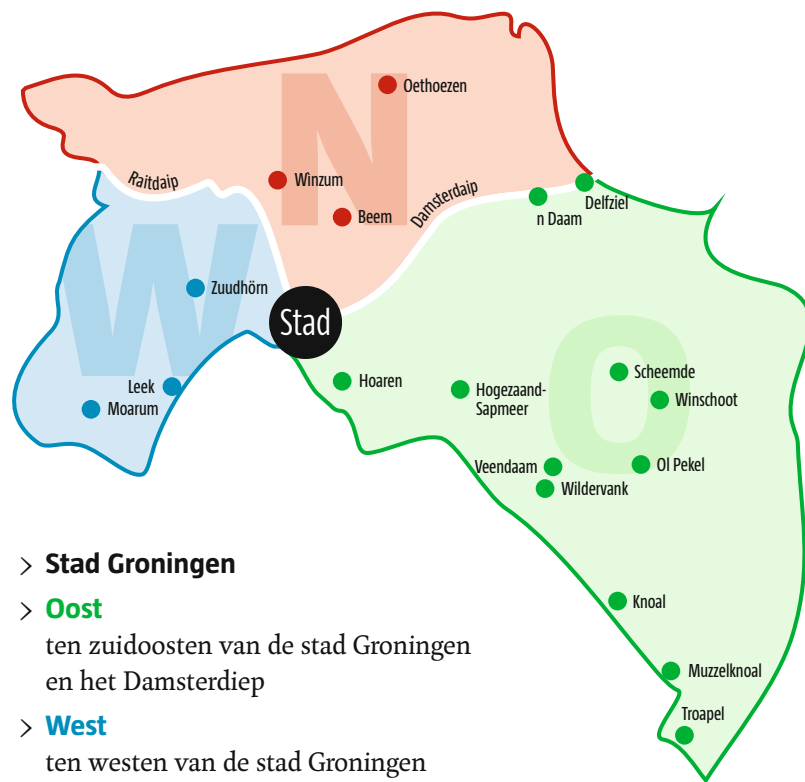 N
Oethoezen
Raitdaip
Winzum
Damsterdaip
Beem
Delfziel
n Daam
W
Zuudhörn
Stad
O
Scheemde
Hoaren
Hogezaand-
Sapmeer
Winschoot
Leek
Moarum
Veendaam
Ol Pekel
Wildervank
Knoal
Muzzelknoal
Troapel
> Stad Groningen
> Oost
ten zuidoosten van de stad Groningen
en het Damsterdiep
> West
ten westen van de stad Groningen